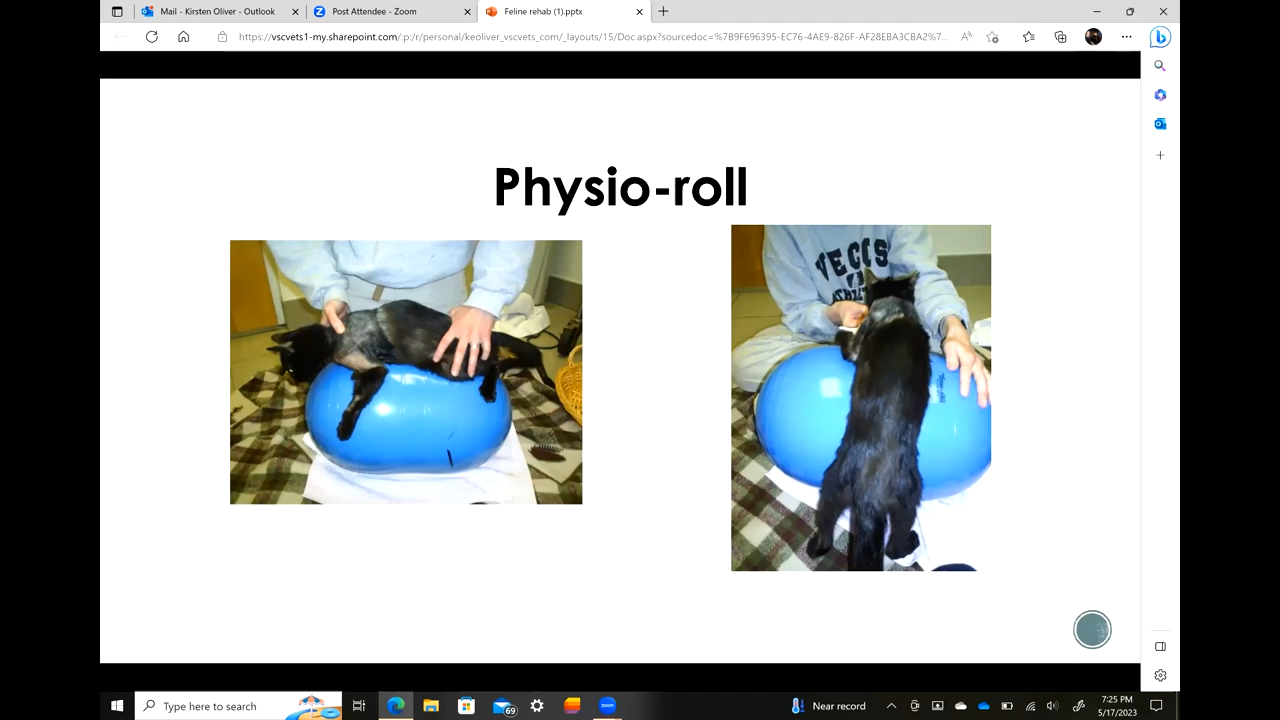 Mail - Kirsten Oliver - Outlook
Post Attendee - Zoom
Feline rehab (1).pptx
https://vscvets1-my.sharepoint.com/:p:/r/personal/keoliver_vscvets_com/_layouts/15/Doc.aspx?sourcedoc=%7B9F696395-EC76-4AE9-826F-AF28EBA3CBA2%7...
Physio-roll
Type here to search
69
zoom
Near record
7:25 PM
5/17/2023